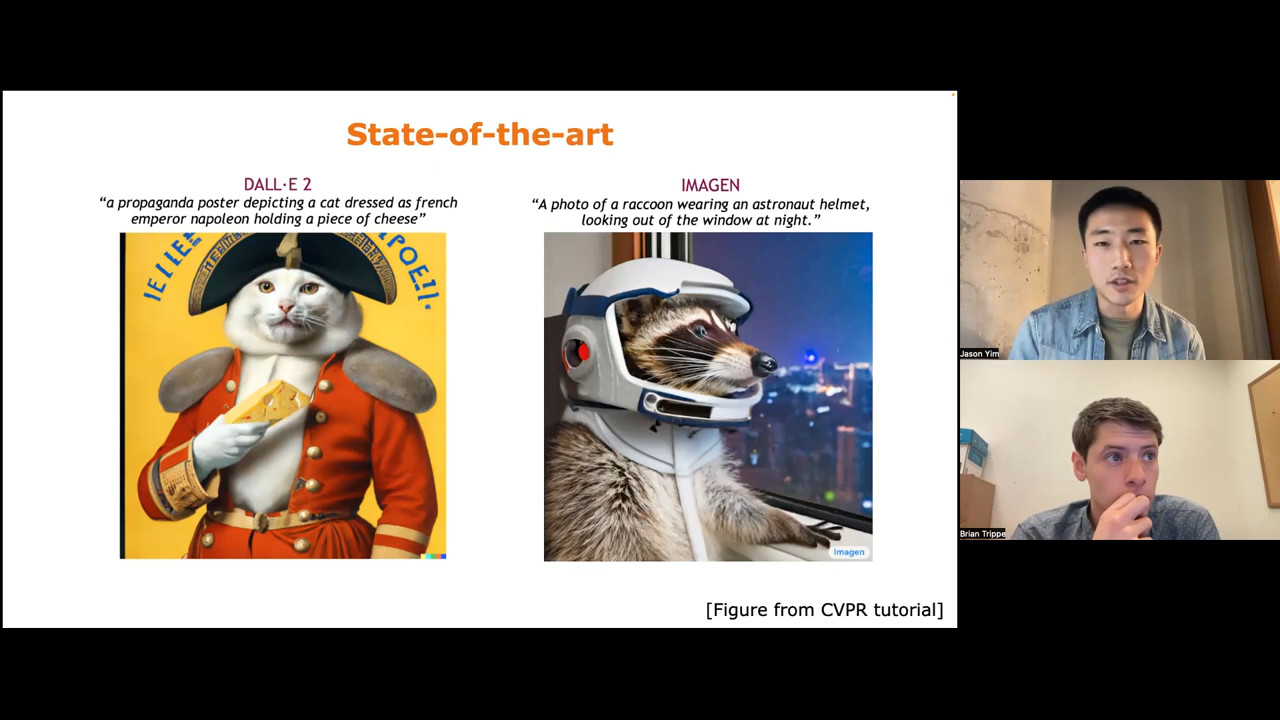 State-of-the-art
DALL·E 2
“a propaganda poster depicting a cat dressed as french
emperor napoleon holding a piece of cheese”
IMAGEN
“A photo of a raccoon wearing an astronaut helmet,
looking out of the window at night.”
Imagen
[Figure from CVPR tutorial]
Jason Yim
Brian Trippe